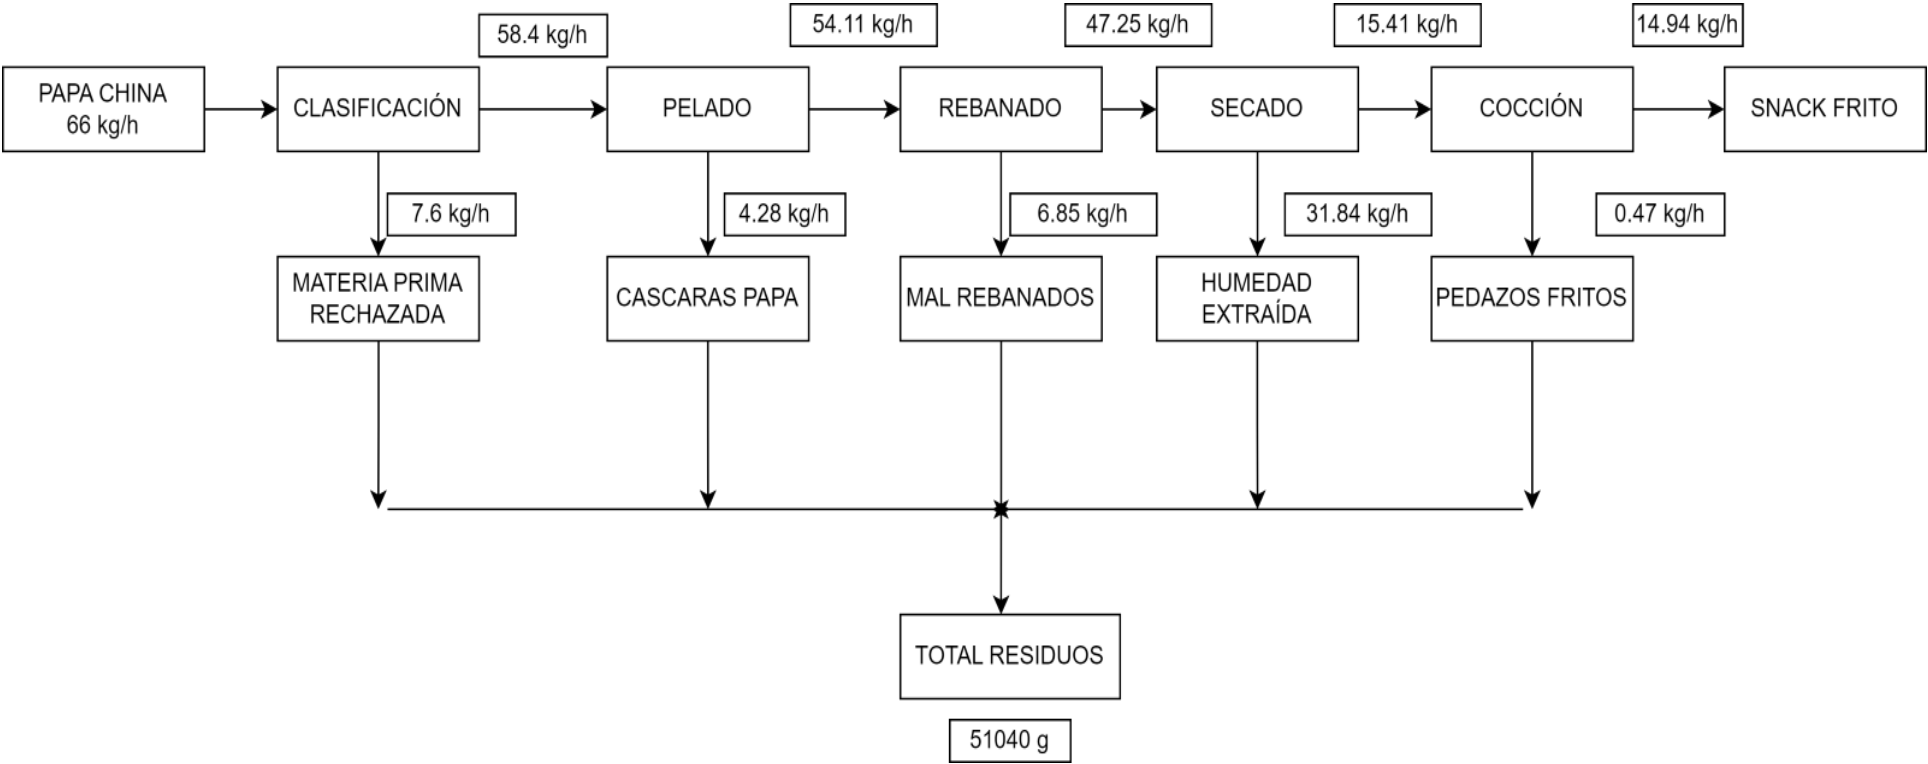 58.4 kg/h
54.11 kg/h
47.25 kg/h
15.41 kg/h
14.94 kg/h
PAPA CHINA
66 kg/h
CLASIFICACIÓN
PELADO
REBANADO
SECADO
COCCIÓN
SNACK FRITO
7.6 kg/h
4.28 kg/h
6.85 kg/h
31.84 kg/h
0.47 kg/h
MATERIA PRIMA
RECHAZADA
CASCARAS PAPA
MAL REBANADOS
HUMEDAD
EXTRAÍDA
PEDAZOS FRITOS
TOTAL RESIDUOS
51040 g